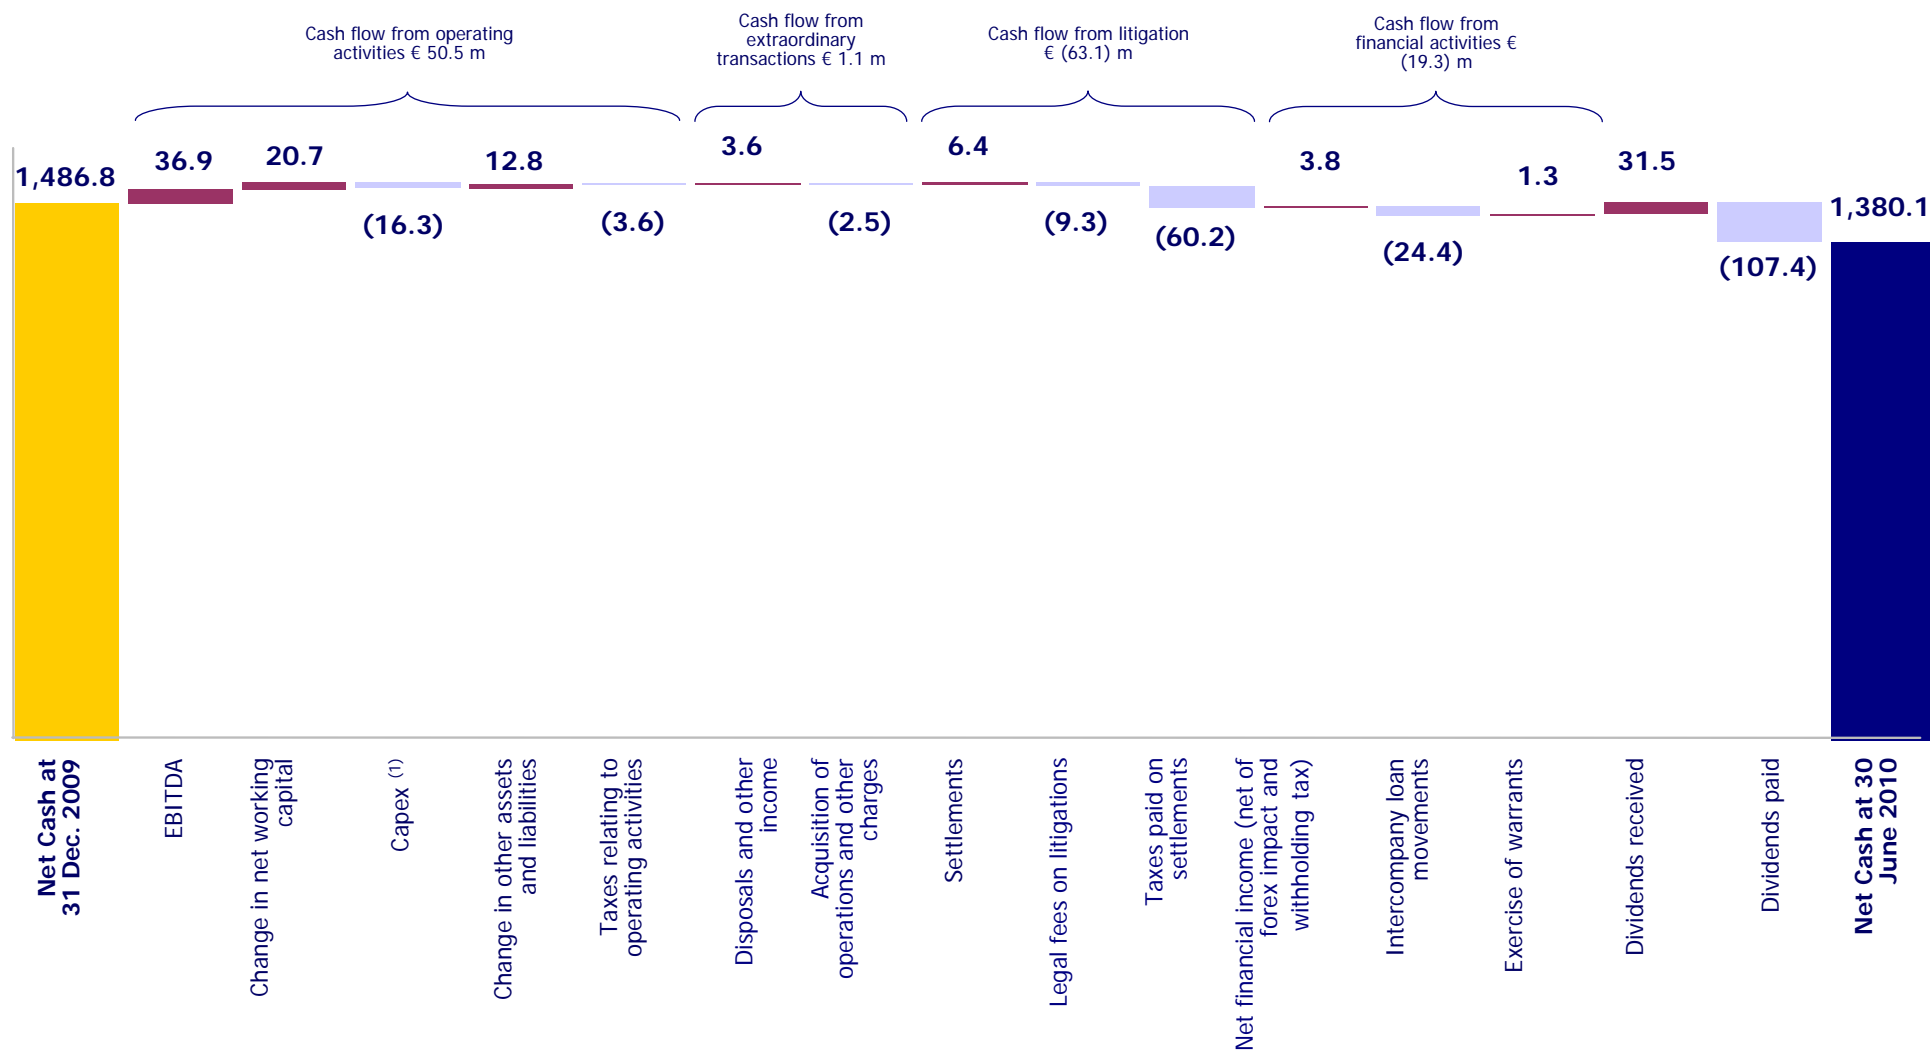 Cash flow from operating
activities € 50.5 m
Cash flow from
extraordinary
transactions € 1.1 m
Cash flow from litigation
€ (63.1) m
Cash flow from
financial activities €
(19.3) m
1,486.8
36.9
20.7
(16.3)
12.8
(3.6)
3.6
(2.5)
6.4
(9.3)
(60.2)
3.8
(24.4)
1.3
31.5
(107.4)
1,380.1
Net Cash at
31 Dec. 2009
EBITDA
Change in net working
capital
Capex (1)
Change in other assets
and liabilities
Taxes relating to
operating activities
Disposals and other
income
Acquisition of
operations and other
charges
Settlements
Legal fees on litigations
Taxes paid on
settlements
Net financial income (net of
forex impact and
withholding tax)
Intercompany loan
movements
Exercise of warrants
Dividends received
Dividends paid
Net Cash at 30
June 2010